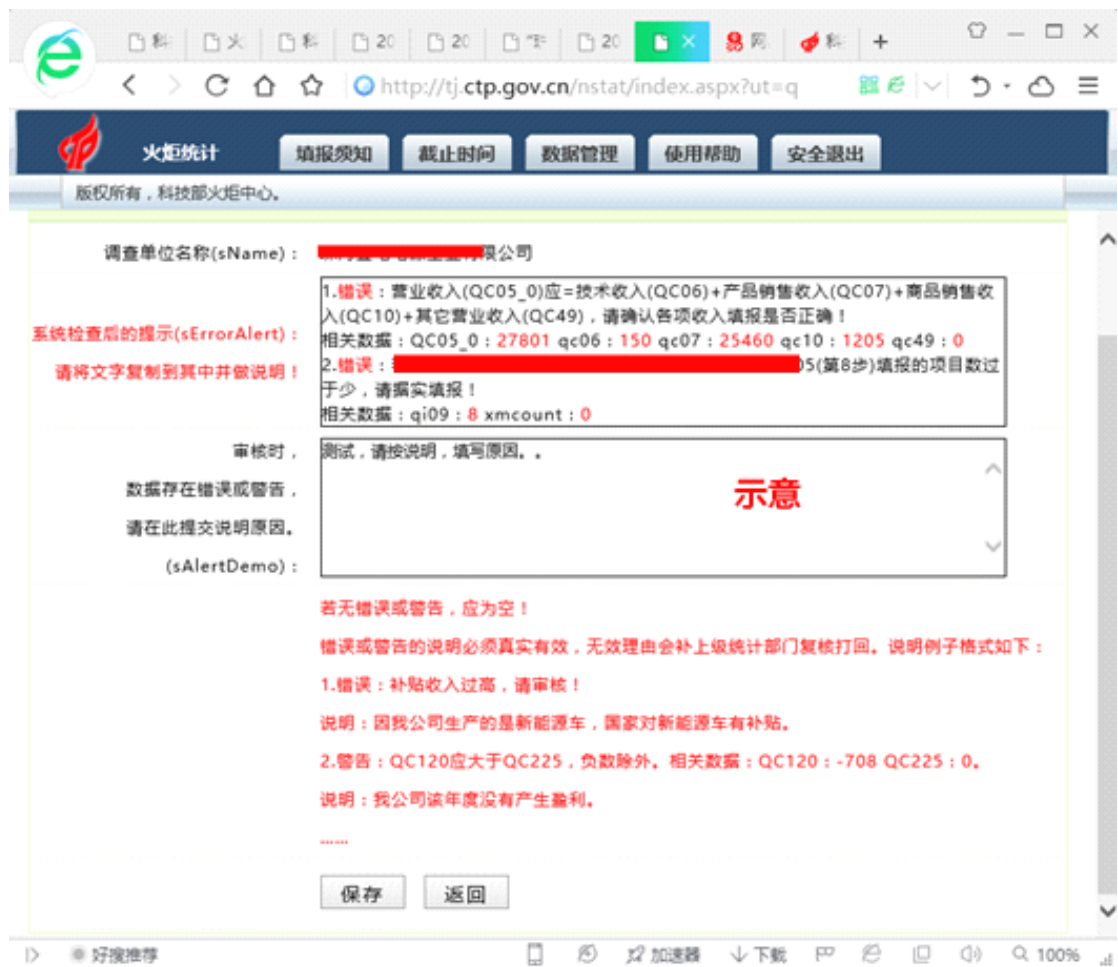 科
火
科
20
20
20
网
科
http://tj.ctp.gov.cn/nstat/index.aspx?ut=q
火炬统计
填报须知
截止时间
数据管理
使用帮助
安全退出
版权所有，科技部火炬中心。
调查单位名称(sName)：
限公司
系统检查后的提示(sErrorAlert)：
请将文字复制到其中并做说明！
1.错误：营业收入(QC05_0)应=技术收入(QC06)+产品销售收入(QC07)+商品销售收
入(QC10)+其它营业收入(QC49)，请确认各项收入填报是否正确！
相关数据：QC05_0：27801 qc06：150 qc07：25460 qc10：1205 qc49：0
2.错误：
05(第8步)填报的项目数过
于少，请据实填报！
相关数据：qi09：8 xmcount：0
审核时，
数据存在错误或警告，
请在此提交说明原因。
(sAlertDemo)：
测试，请按说明，填写原因。。
示意
若无错误或警告，应为空！
错误或警告的说明必须真实有效，无效理由会补上级统计部门复核打回。说明例子格式如下：
1.错误：补贴收入过高，请审核！
说明：因我公司生产的是新能源车，国家对新能源车有补贴。
2.警告：QC120应大于QC225，负数除外。相关数据：QC120：-708 QC225：0。
说明：我公司该年度没有产生盈利。
……
保存
返回
好搜推荐
加速器
下载
100%